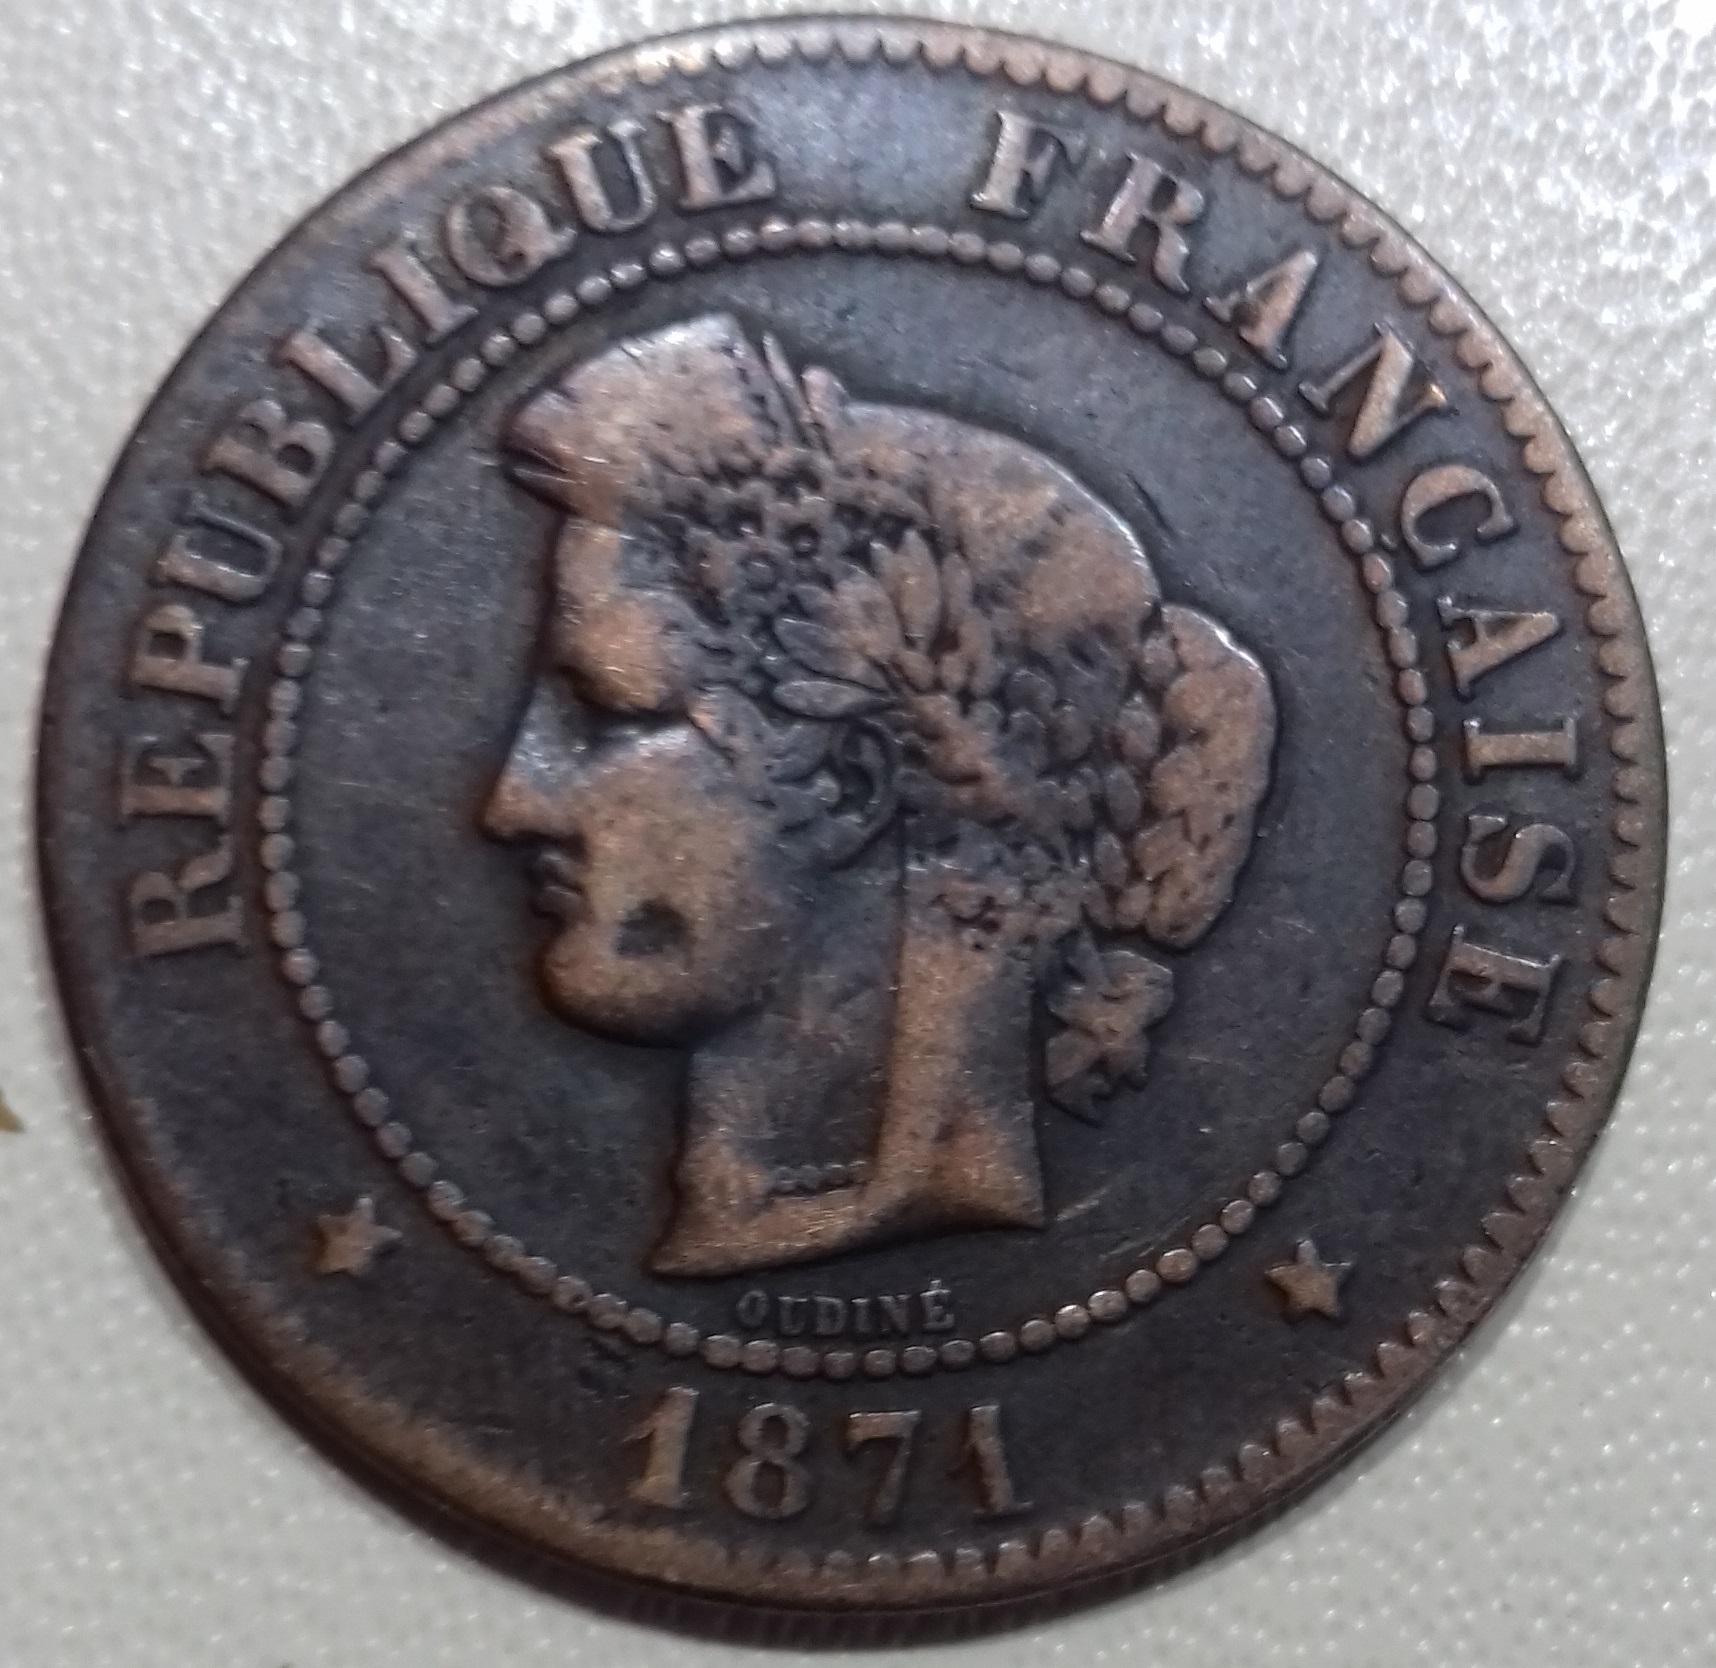 REPUBLIQUE FRANCAISE
OUDINÉ
1871